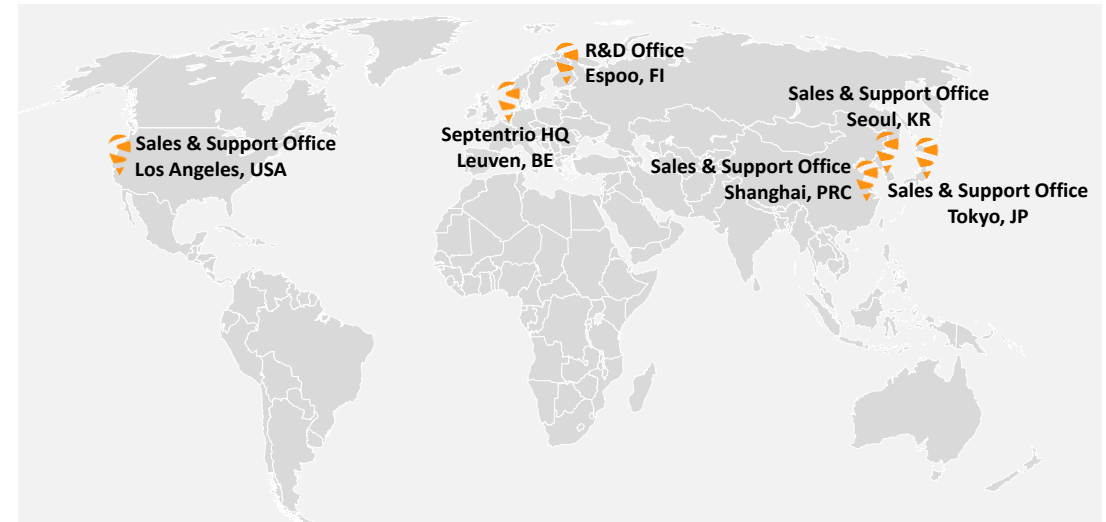 R&D Office
Espoo, FI
Sales & Support Office
Seoul, KR
Septentrio HQ
Leuven, BE
Sales & Support Office
Los Angeles, USA
Sales & Support Office
Shanghai, PRC
Sales & Support Office
Tokyo, JP